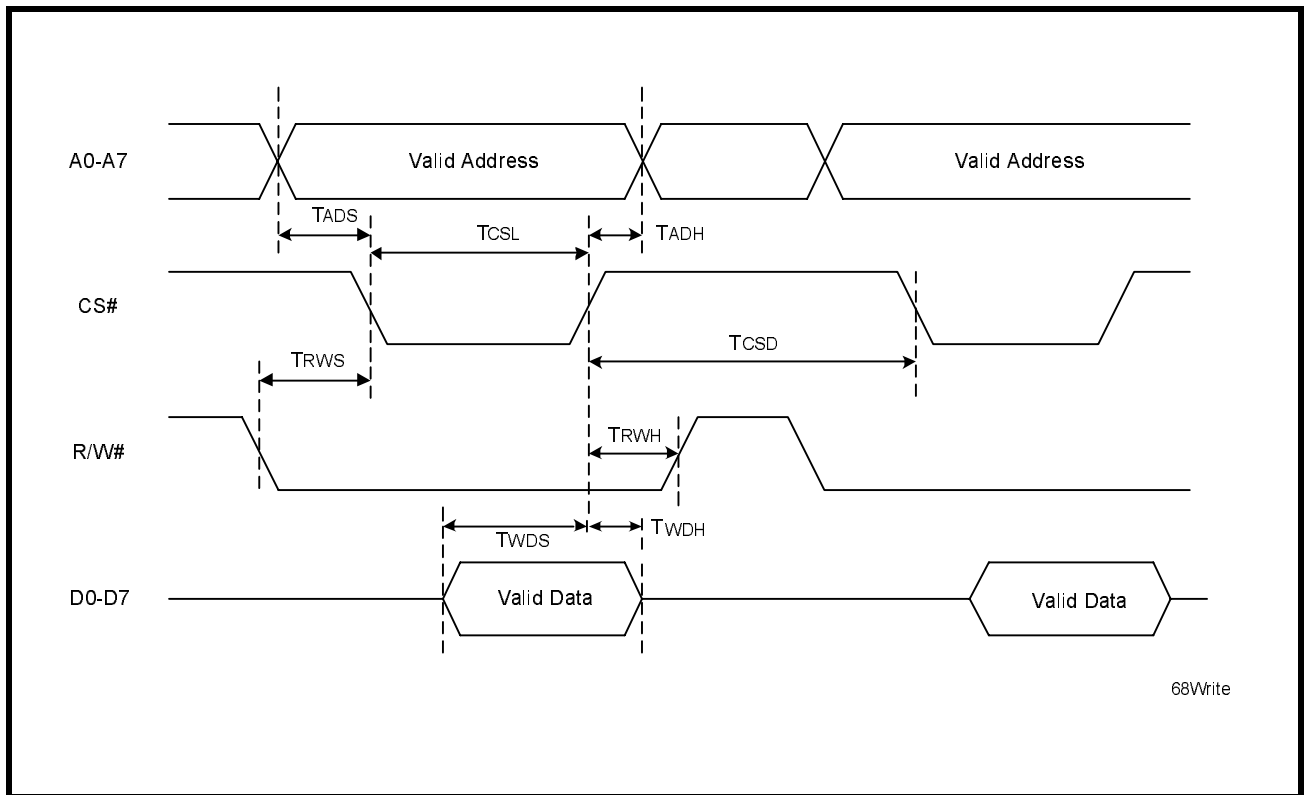 A0-A7
Valid Address
Valid Address
TADS
TCSL
TADH
CS#
TCSD
TRWS
R/W#
TRWH
TWDS
TWDH
D0-D7
Valid Data
Valid Data
68Write